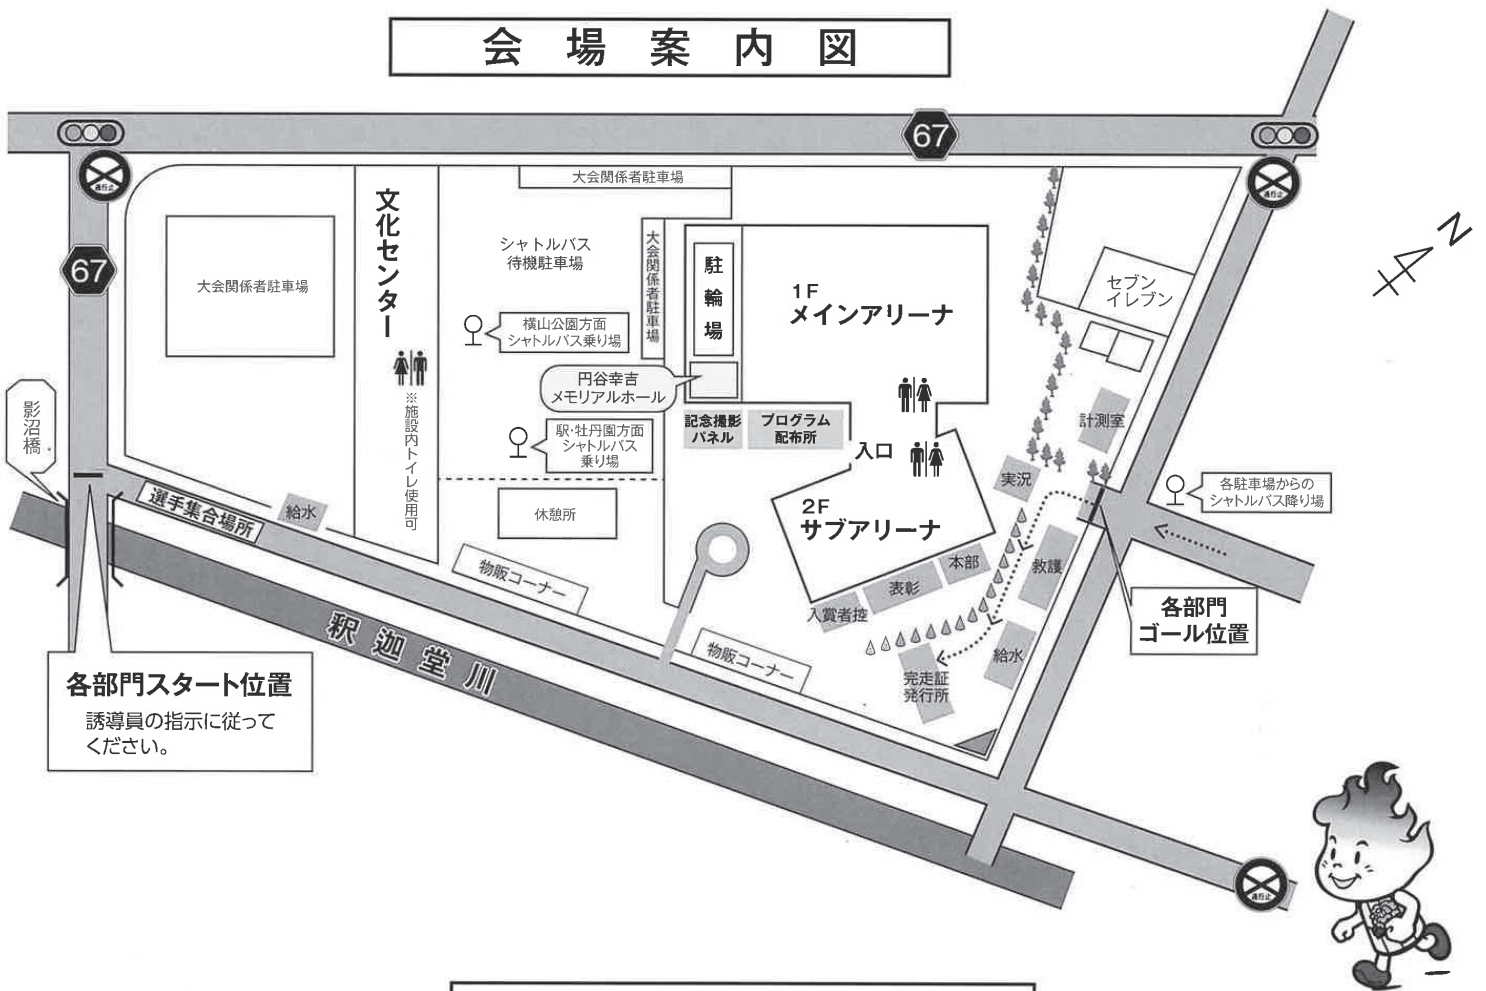 会場案内図
67
通行止
通行止
大会関係者駐車場
67
大会関係者駐車場
文化センター
※施設内トイレ使用可
シャトルバス
待機駐車場
大会関係者駐車場
横山公園方面
シャトルバス乗り場
円谷幸吉
メモリアルホール
駅・牡丹園方面
シャトルバス
乗り場
休憩所
駐輪場
1F
メインアリーナ
記念撮影
パネル
プログラム
配布所
入口
2F
サブアリーナ
セブン
イレブン
N
計測室
実況
各駐車場からの
シャトルバス降り場
救護
本部
表彰
入賞者控
給水
完走証
発行所
各部門
ゴール位置
影沼橋
選手集合場所
給水
物販コーナー
物販コーナー
釈迦堂川
各部門スタート位置
誘導員の指示に従って
ください。
通行止